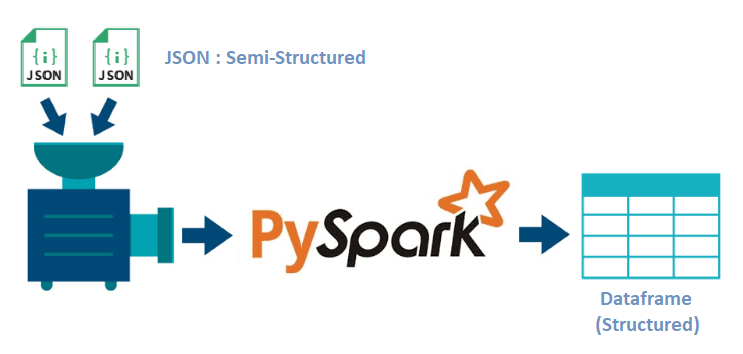 {i} {i}
JSON JSON
JSON : Semi-Structured
PySpark
Dataframe
(Structured)